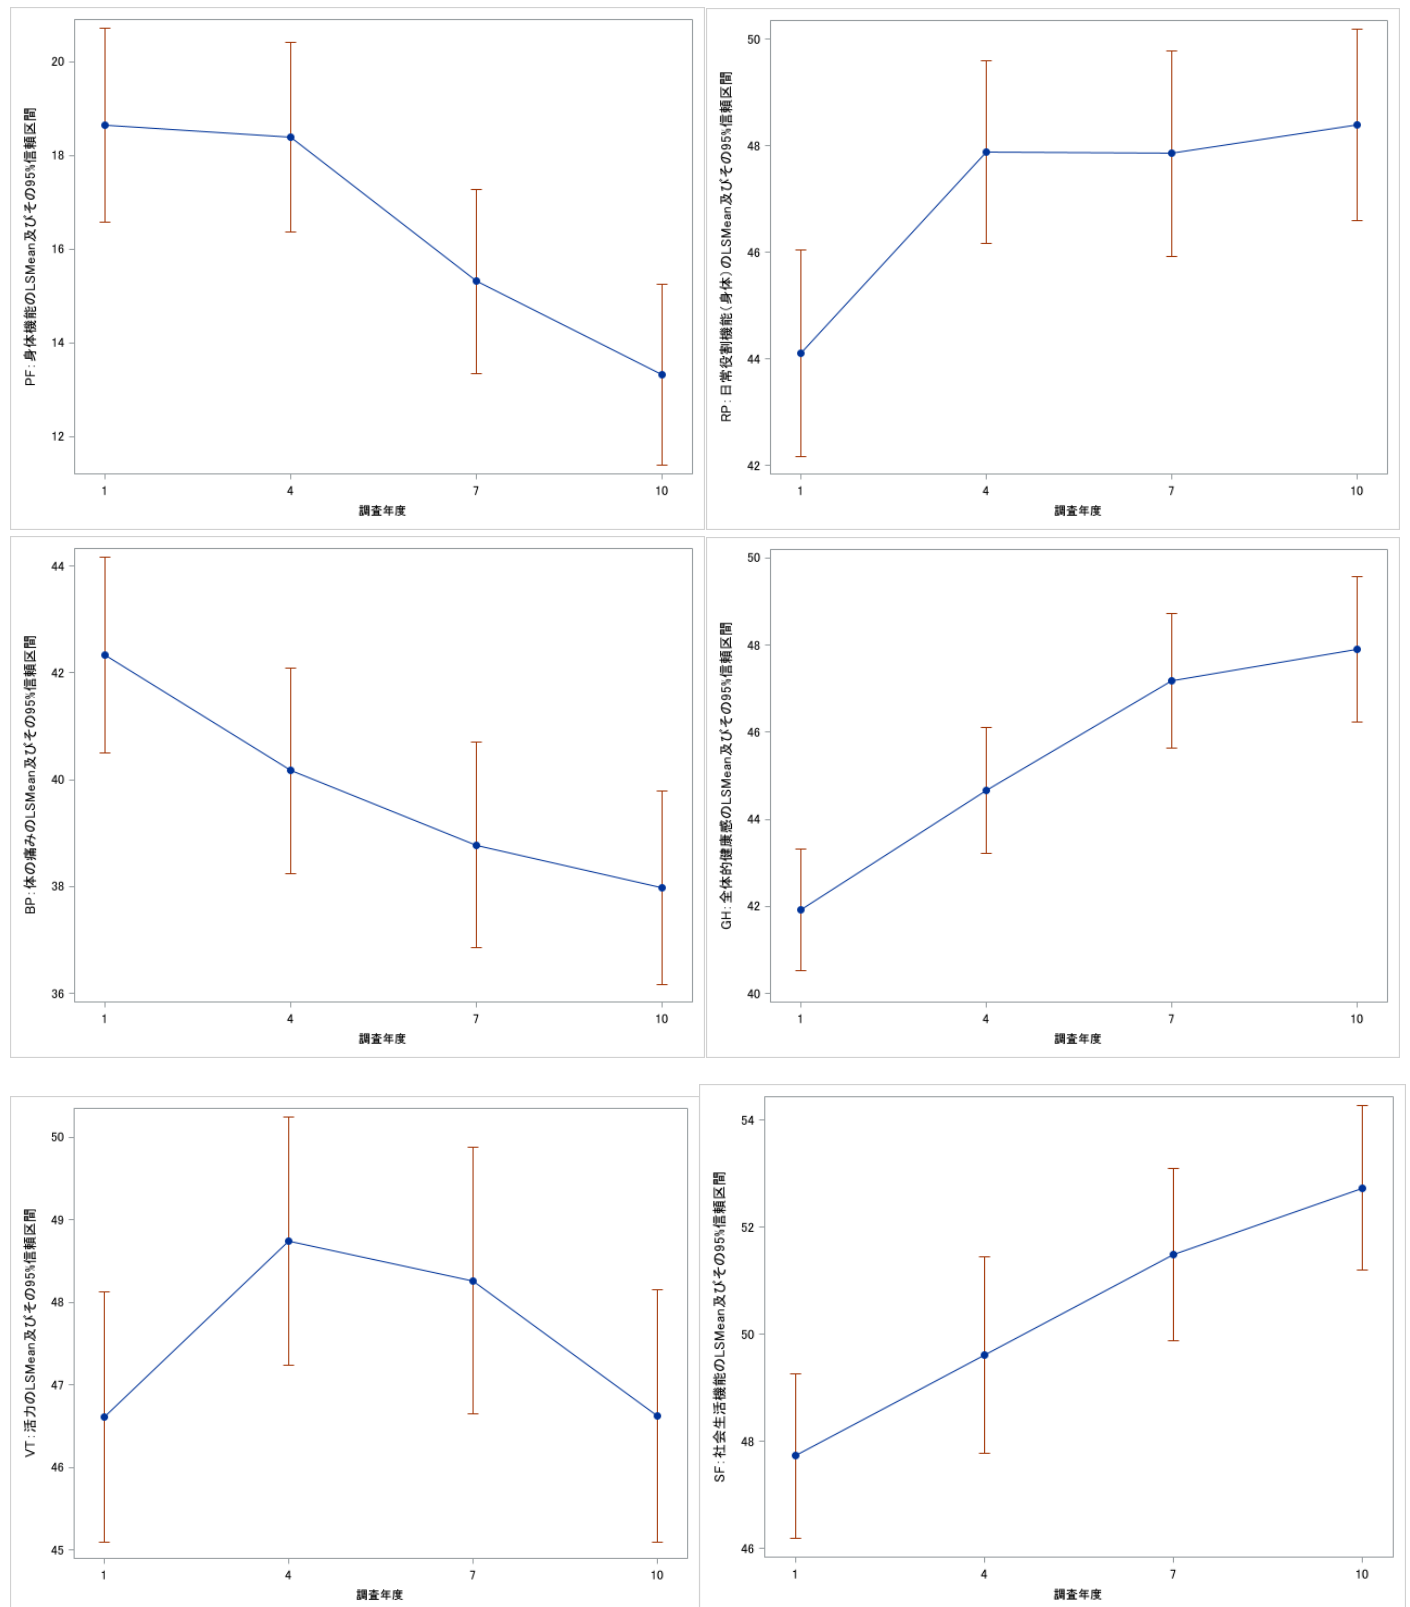 PF:身体機能のLSMean及びその95%信頼区間
20
18
16
14
12
1 4 7 10
調査年度
RP:日常役割機能(身体)のLSMean及びその95%信頼区間
50
48
46
44
42
1 4 7 10
調査年度
BP:体の痛みのLSMean及びその95%信頼区間
44
42
40
38
36
1 4 7 10
調査年度
GH:全体的健康感のLSMean及びその95%信頼区間
50
48
46
44
42
40
1 4 7 10
調査年度
VT:活力のLSMean及びその95%信頼区間
50
49
48
47
46
45
1 4 7 10
調査年度
SF:社会生活機能のLSMean及びその95%信頼区間
54
52
50
48
46
1 4 7 10
調査年度